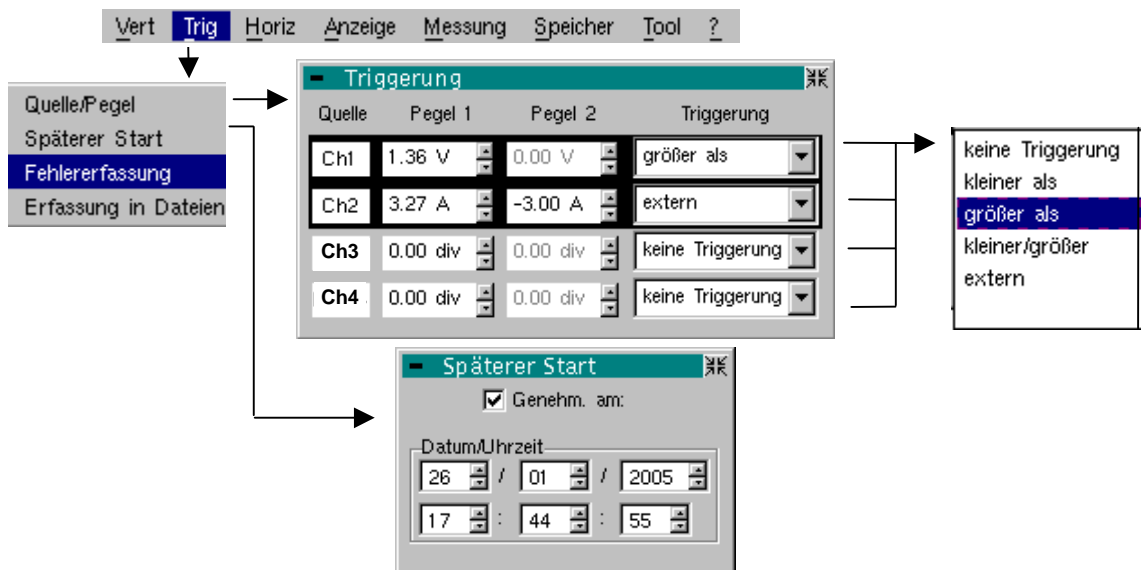 Vert Trig Horiz Anzeige Messung Speicher Tool ?
Quelle/Pegel
Späterer Start
Fehlererfassung
Erfassung in Dateien
Triggerung
Quelle Pegel 1 Pegel 2 Triggerung
Ch1 1.36 V 0.00 V größer als
Ch2 3.27 A -3.00 A extern
Ch3 0.00 div 0.00 div keine Triggerung
Ch4 0.00 div 0.00 div keine Triggerung
keine Triggerung
kleiner als
größer als
kleiner/größer
extern
Späterer Start
Genehm. am:
Datum/Uhrzeit
26 / 01 / 2005
17 : 44 : 55